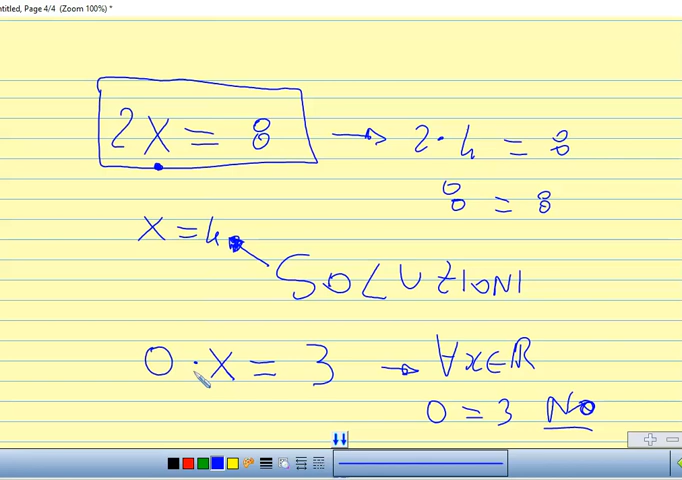 ntitled, Page 4/4 (Zoom 100%) *
2x = 8 → 2·4 = 8
8 = 8
x = 4
SOLUZIONI
0·x = 3 → ∀x∈ℝ
0 = 3 No